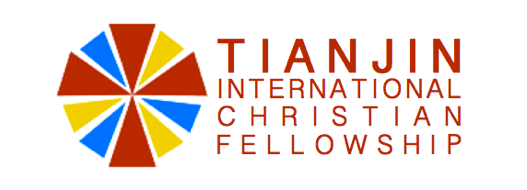 TIANJIN
INTERNATIONAL
CHRISTIAN
FELLOWSHIP